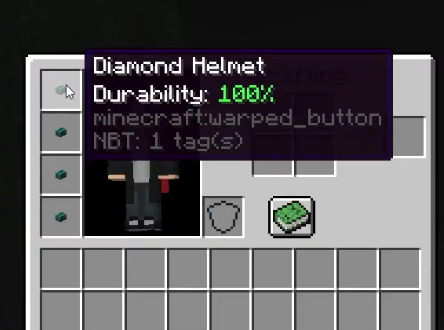 Diamond Helmet
Durability: 100%
minecraft:warped_button
NBT: 1 tag(s)